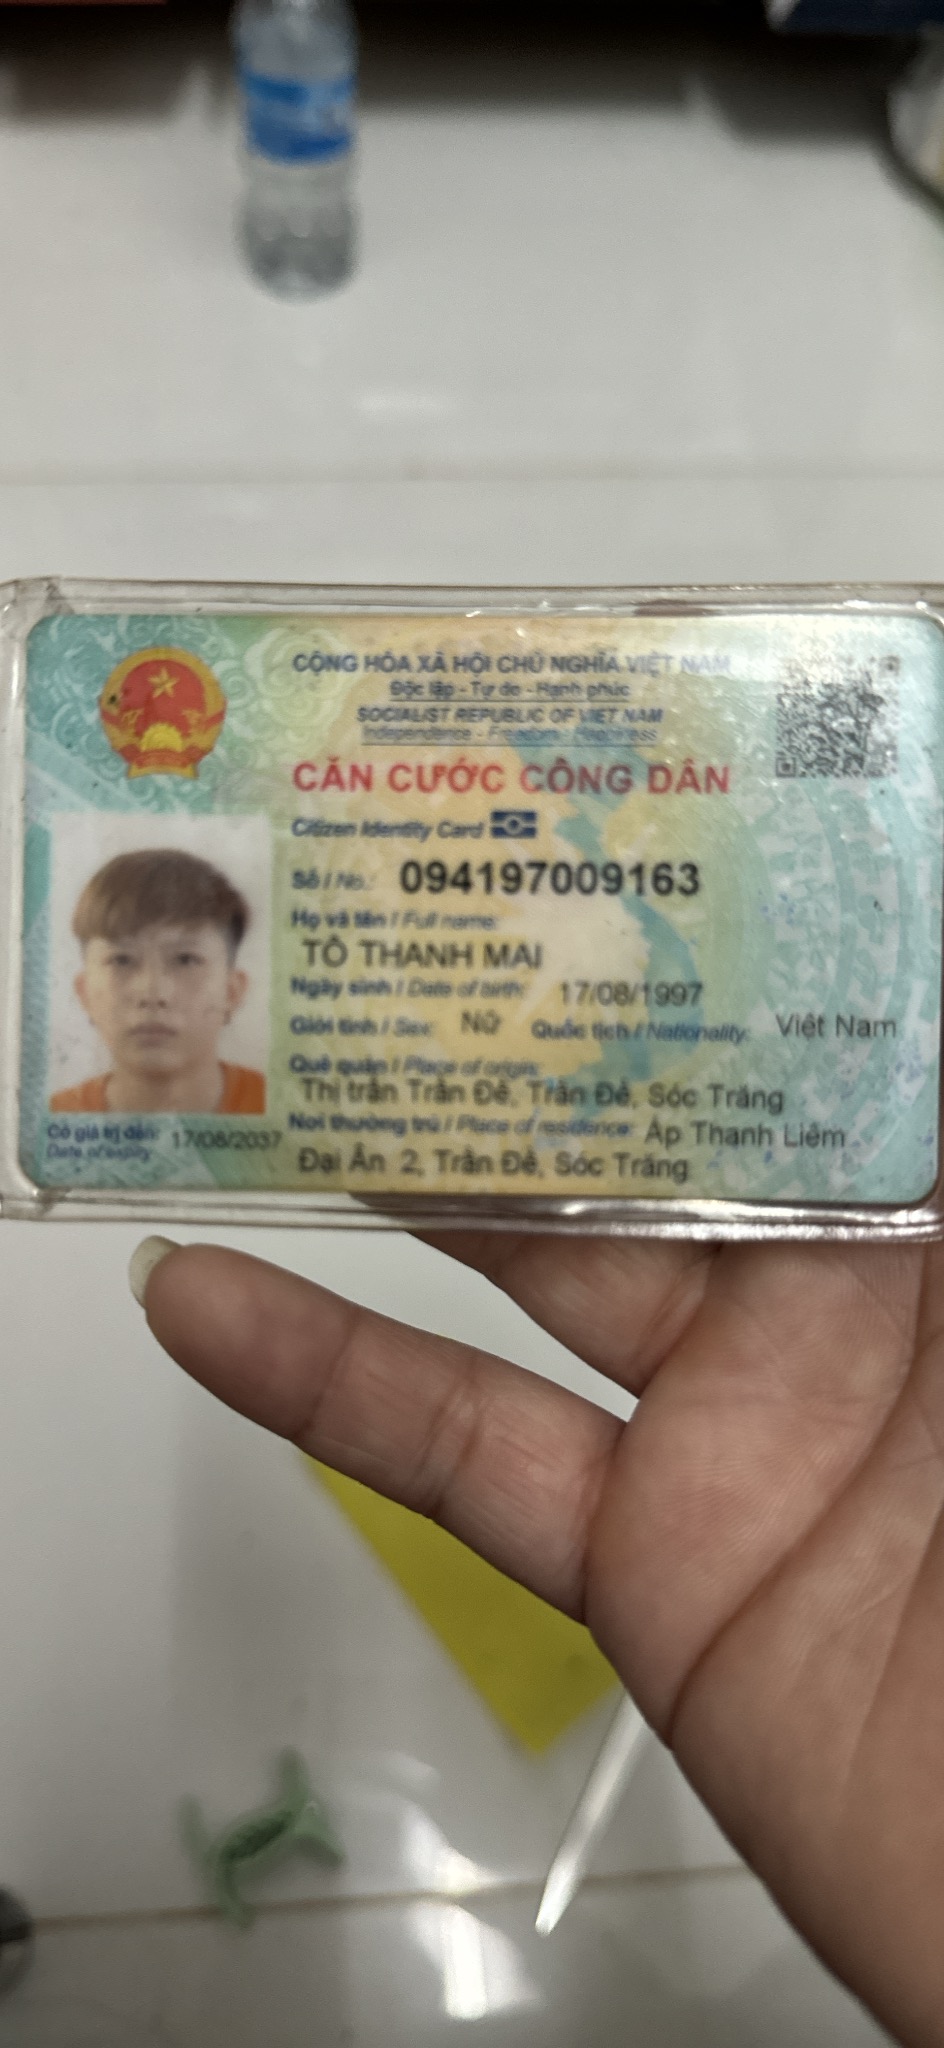 CỘNG HÒA XÃ HỘI CHỦ NGHĨA VIỆT NAM
Độc lập - Tự do - Hạnh phúc
SOCIALIST REPUBLIC OF VIET NAM
Independence - Freedom - Happiness
CĂN CƯỚC CÔNG DÂN
Citizen Identity Card
Số / No.: 094197009163
Họ và tên / Full name:
TÔ THANH MAI
Ngày sinh / Date of birth: 17/08/1997
Giới tính / Sex: Nữ Quốc tịch / Nationality: Việt Nam
Quê quán / Place of origin:
Thị trấn Trần Đề, Trần Đề, Sóc Trăng
Nơi thường trú / Place of residence: Ấp Thanh Liêm
Đại Ân 2, Trần Đề, Sóc Trăng
Có giá trị đến: 17/08/2037
Date of expiry